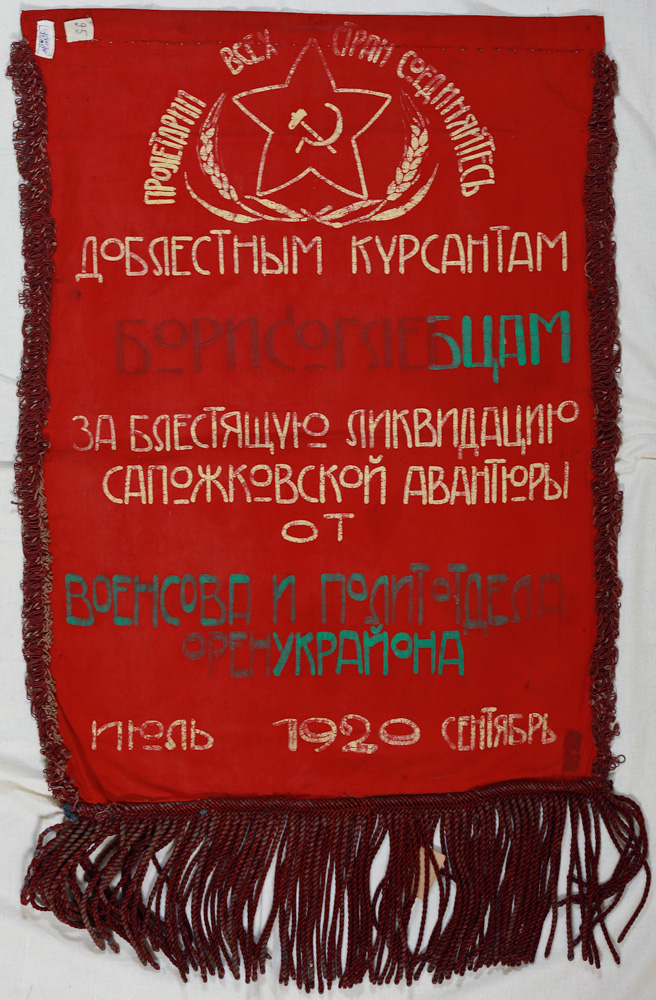 95
ПРОЛЕТАРИИ ВСЕХ СТРАН СОЕДИНЯЙТЕСЬ
ДОБЛЕСТНЫМ КУРСАНТАМ
БОРИСОГЛЕБЦАМ
ЗА БЛЕСТЯЩУЮ ЛИКВИДАЦИЮ
САПОЖКОВСКОЙ АВАНТЮРЫ
ОТ
ВОЕНСОВА И ПОЛИТОТДЕЛА
ОРЕНУКРАЙОНА
ИЮЛЬ 1920 СЕНТЯБРЬ